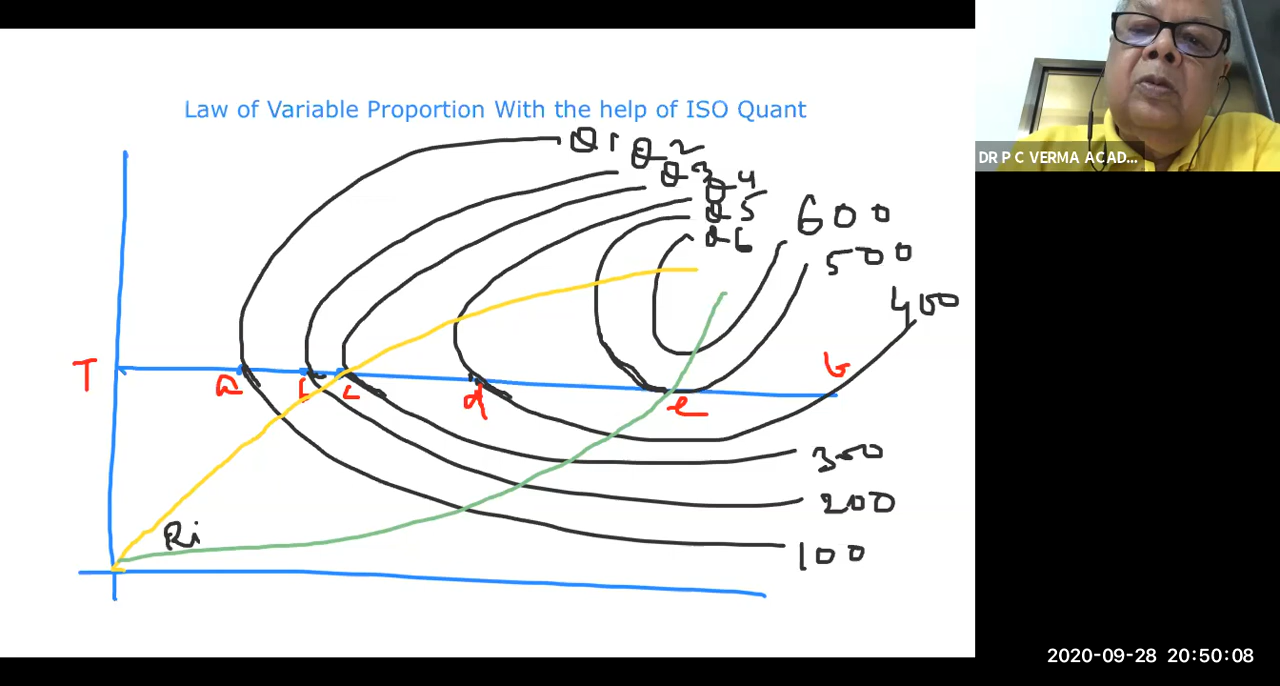 Law of Variable Proportion With the help of ISO Quant
Q1 Q2
Q3 Q4
Q5
Q6
600
500
400
DR P C VERMA ACAD...
T
a b c d e b
300
200
100
Ri
2020-09-28 20:50:08